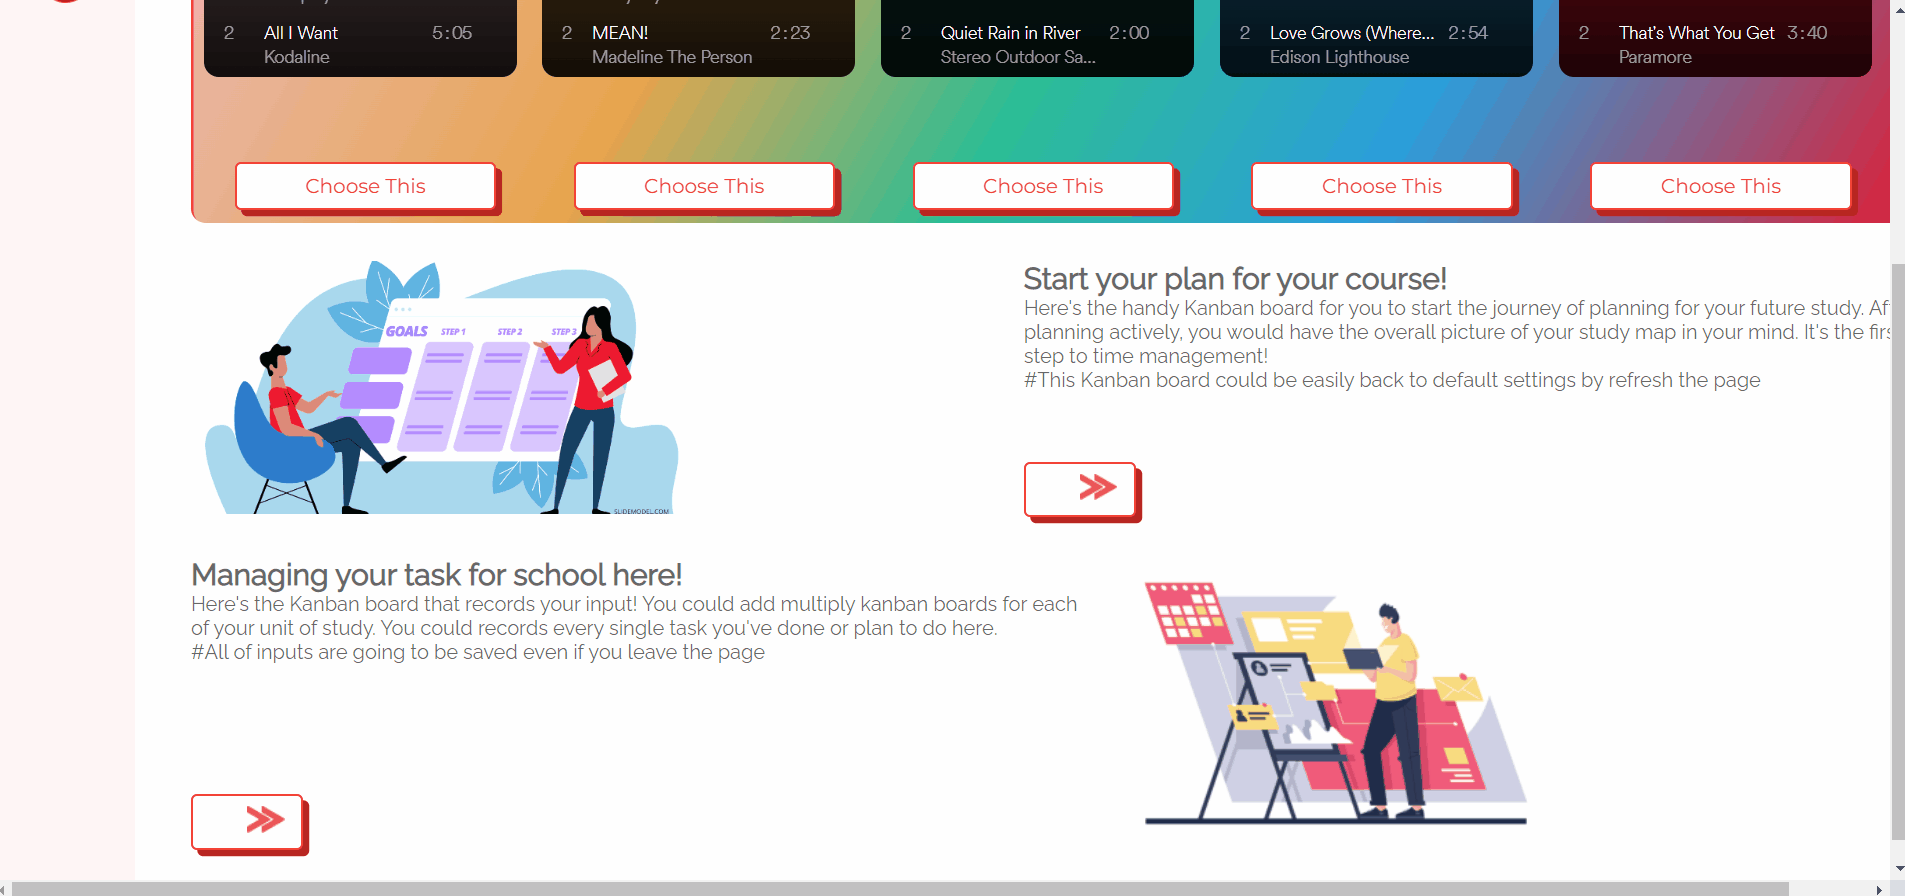 2 All I Want 5:05
Kodaline
2 MEAN! 2:23
Madeline The Person
2 Quiet Rain in River 2:00
Stereo Outdoor Sa...
2 Love Grows (Where... 2:54
Edison Lighthouse
2 That's What You Get 3:40
Paramore
Choose This
Choose This
Choose This
Choose This
Choose This
GOALS STEP 1 STEP 2 STEP 3
SLIDEMODEL.COM
Start your plan for your course!
Here's the handy Kanban board for you to start the journey of planning for your future study. Af
planning actively, you would have the overall picture of your study map in your mind. It's the firs
step to time management!
#This Kanban board could be easily back to default settings by refresh the page
Managing your task for school here!
Here's the Kanban board that records your input! You could add multiply kanban boards for each
of your unit of study. You could records every single task you've done or plan to do here.
#All of inputs are going to be saved even if you leave the page